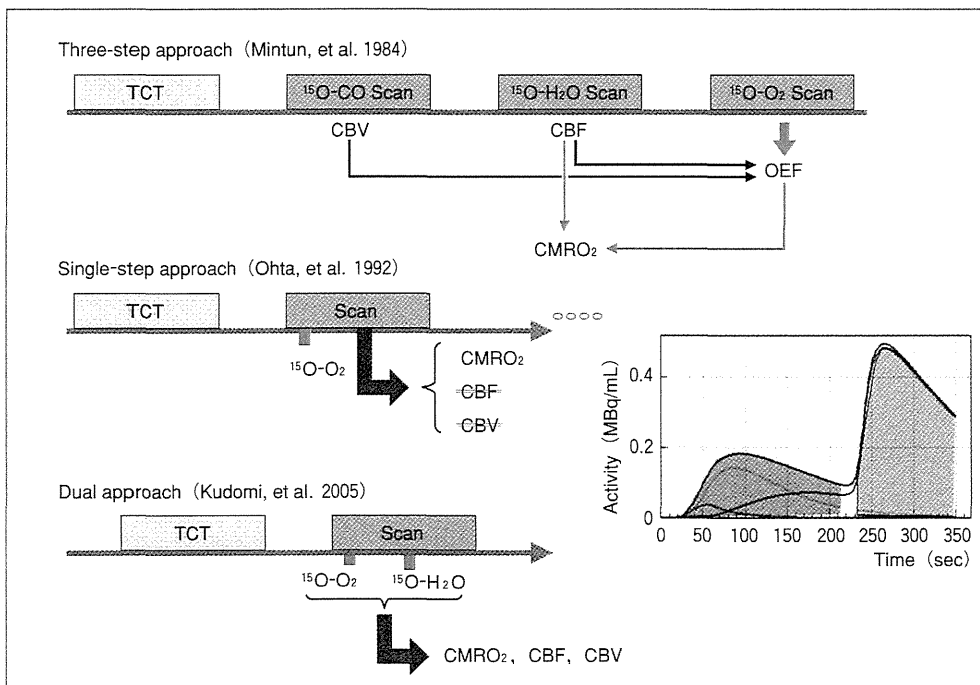 Three-step approach (Mintun, et al. 1984)
TCT
¹⁵O-CO Scan
¹⁵O-H₂O Scan
¹⁵O-O₂ Scan
CBV
CBF
OEF
CMRO₂
Single-step approach (Ohta, et al. 1992)
TCT
Scan
¹⁵O-O₂
CMRO₂
CBF
CBV
Dual approach (Kudomi, et al. 2005)
TCT
Scan
¹⁵O-O₂
¹⁵O-H₂O
CMRO₂, CBF, CBV
Activity (MBq/mL)
0.4
0.2
0
0 50 100 150 200 250 300 350
Time (sec)